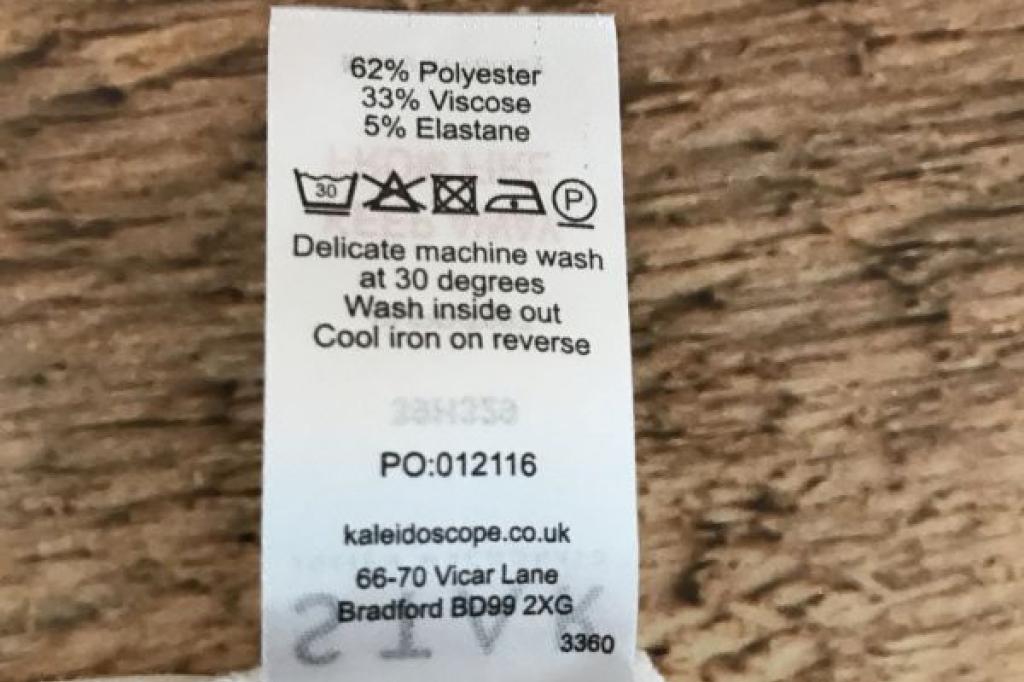 62% Polyester
33% Viscose
5% Elastane
30 P
Delicate machine wash
at 30 degrees
Wash inside out
Cool iron on reverse
PO:012116
kaleidoscope.co.uk
66-70 Vicar Lane
Bradford BD99 2XG
3360